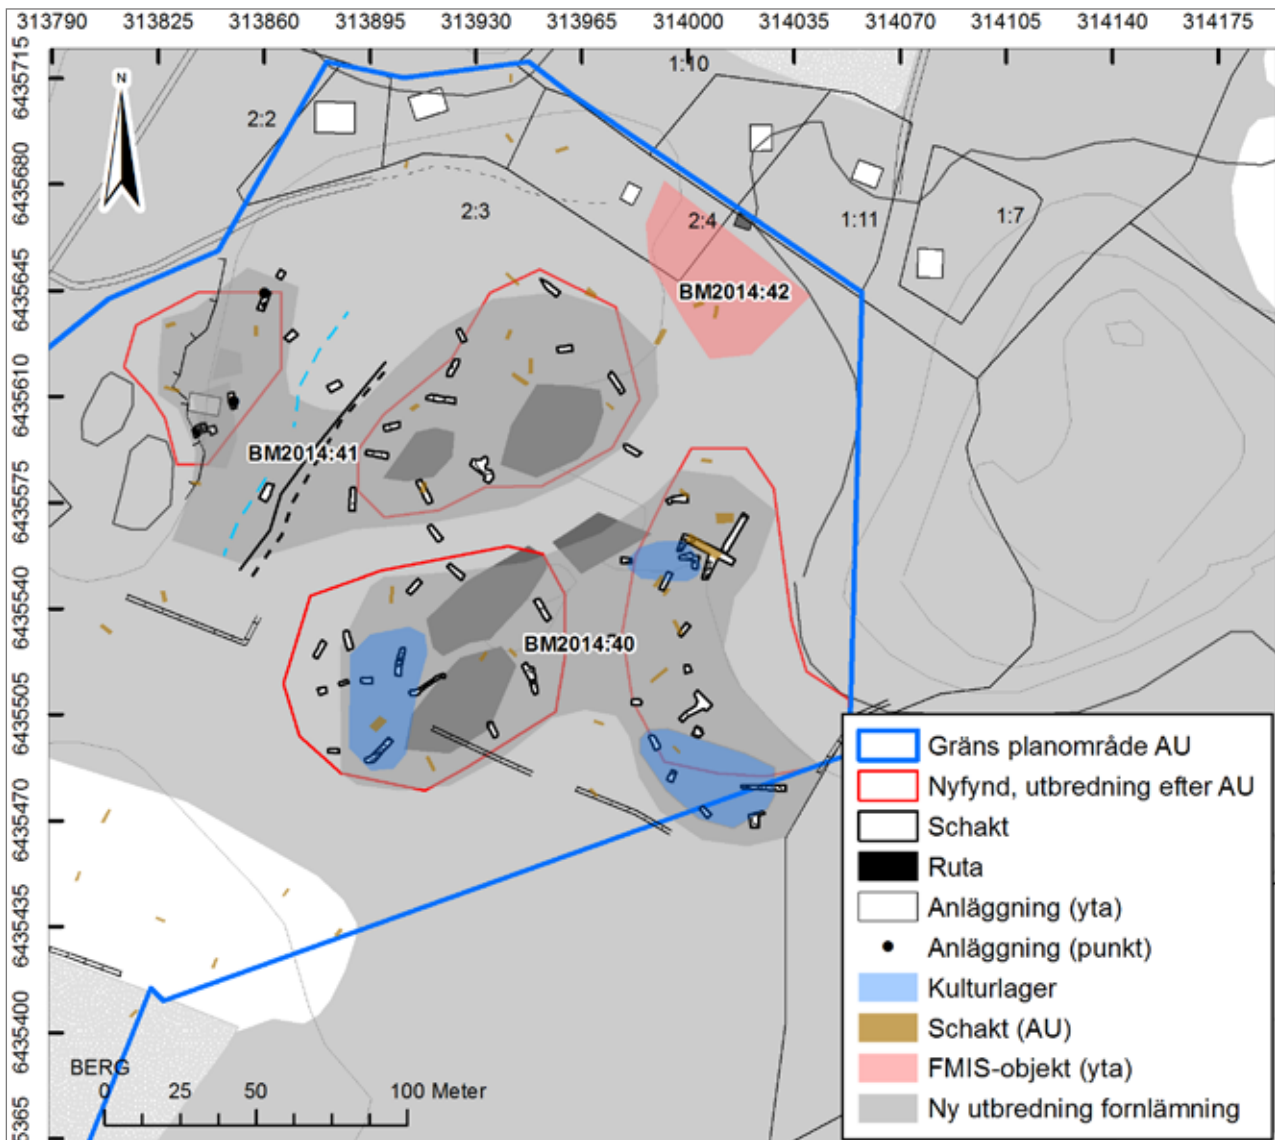 313790 313825 313860 313895 313930 313965 314000 314035 314070 314105 314140 314175
6435715
6435680
6435645
6435610
6435575
6435540
6435505
6435470
6435435
6435400
5365
N
1:10
2:2
2:3
2:4
1:11
1:7
BM2014:42
BM2014:41
BM2014:40
BERG
0 25 50 100 Meter
Gräns planområde AU
Nyfynd, utbredning efter AU
Schakt
Ruta
Anläggning (yta)
Anläggning (punkt)
Kulturlager
Schakt (AU)
FMIS-objekt (yta)
Ny utbredning fornlämning